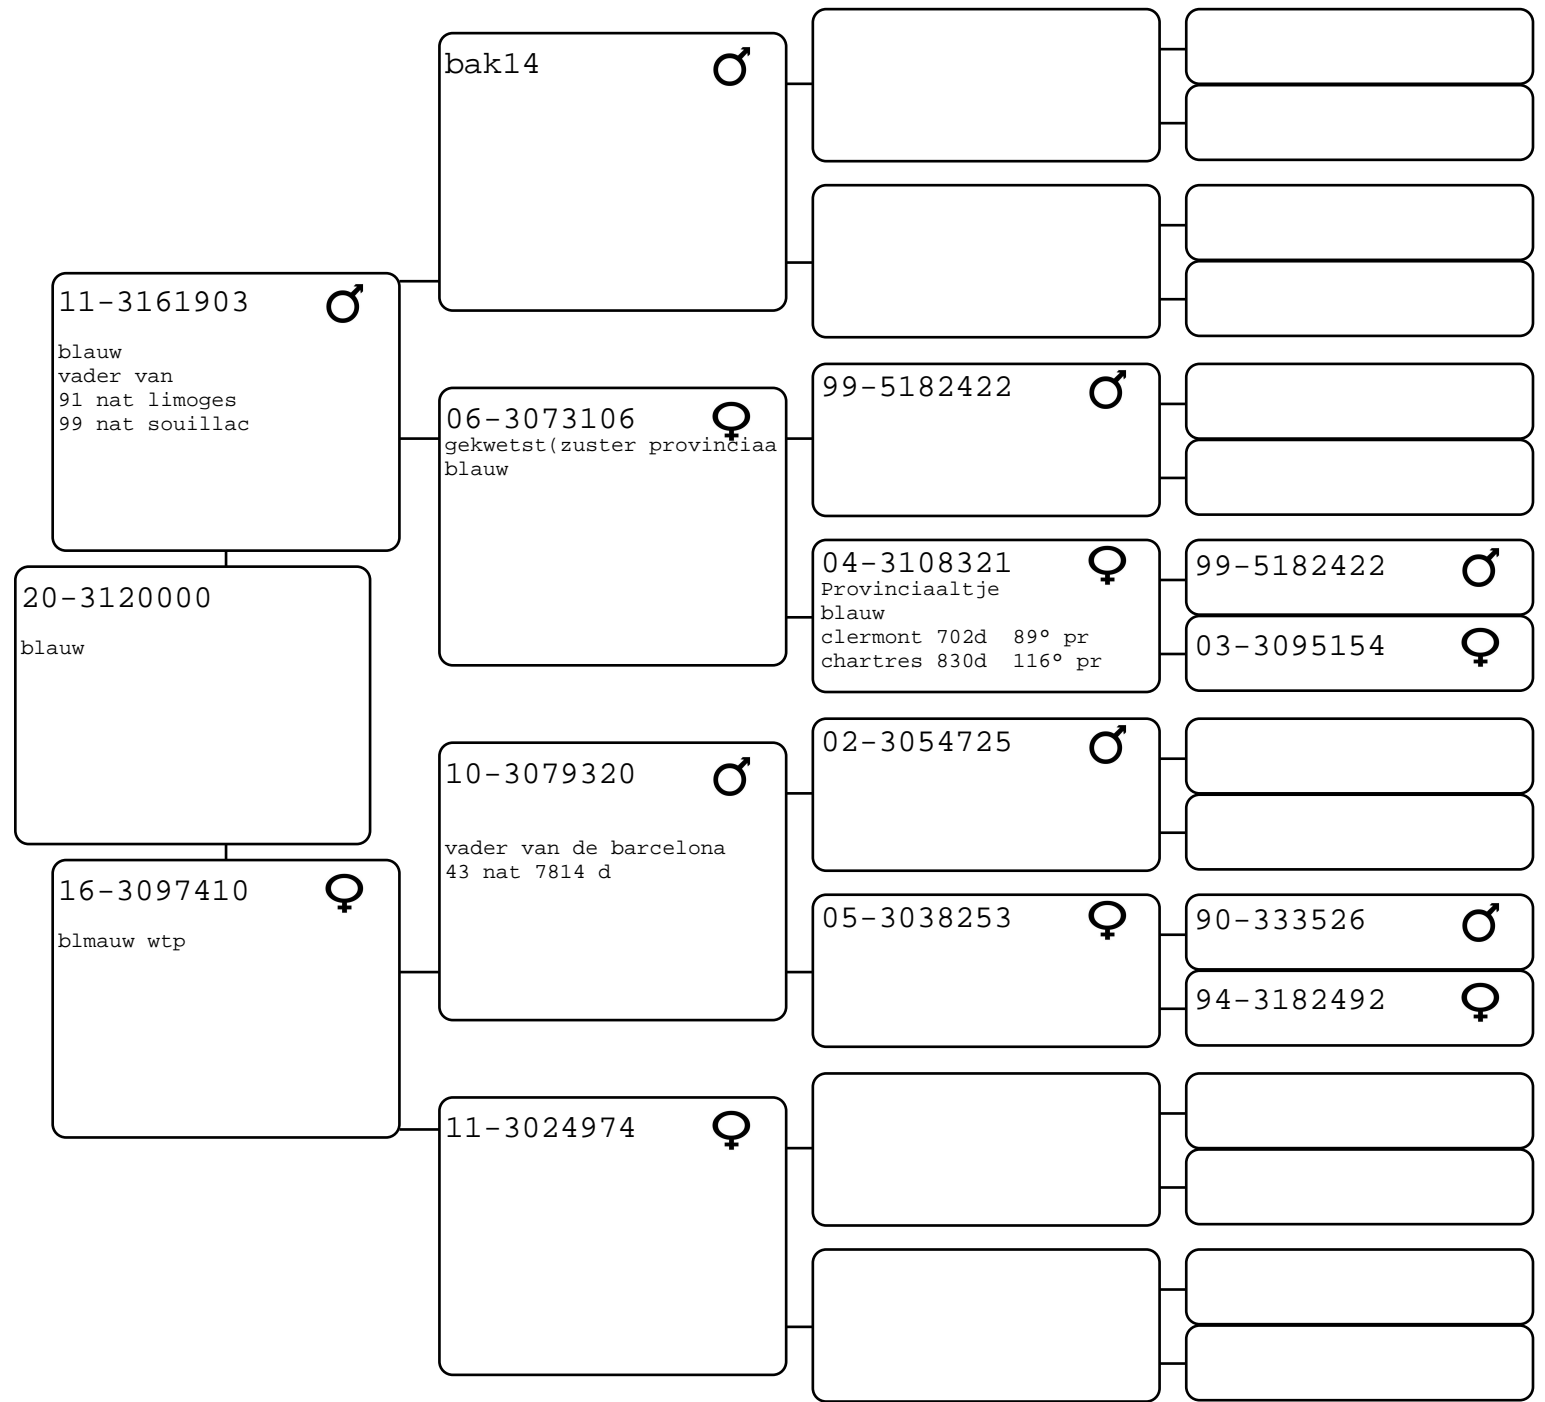 bak14
11-3161903
blauw
vader van
91 nat limoges
99 nat souillac
06-3073106
gekwetst(zuster provinciaa
blauw
99-5182422
04-3108321
Provinciaaltje
blauw
clermont 702d 89° pr
chartres 830d 116° pr
99-5182422
03-3095154
20-3120000
blauw
16-3097410
blmauw wtp
10-3079320
vader van de barcelona
43 nat 7814 d
02-3054725
05-3038253
90-333526
94-3182492
11-3024974